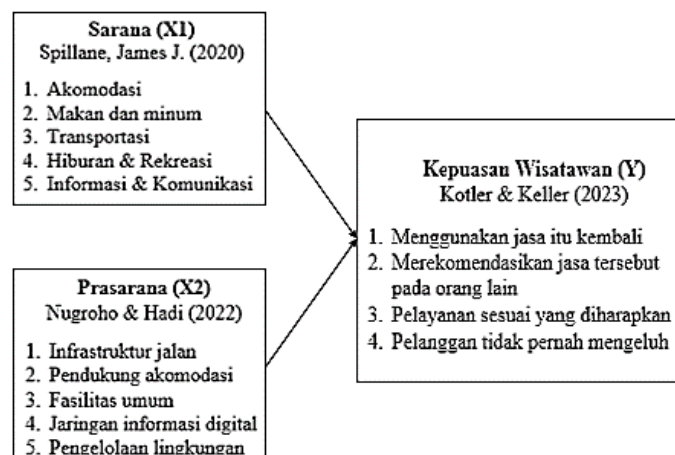 Sarana (X1)
Spillane, James J. (2020)
1. Akomodasi
2. Makan dan minum
3. Transportasi
4. Hiburan & Rekreasi
5. Informasi & Komunikasi
Prasarana (X2)
Nugroho & Hadi (2022)
1. Infrastruktur jalan
2. Pendukung akomodasi
3. Fasilitas umum
4. Jaringan informasi digital
5. Pengelolaan lingkungan
Kepuasan Wisatawan (Y)
Kotler & Keller (2023)
1. Menggunakan jasa itu kembali
2. Merekomendasikan jasa tersebut
pada orang lain
3. Pelayanan sesuai yang diharapkan
4. Pelanggan tidak pernah mengeluh